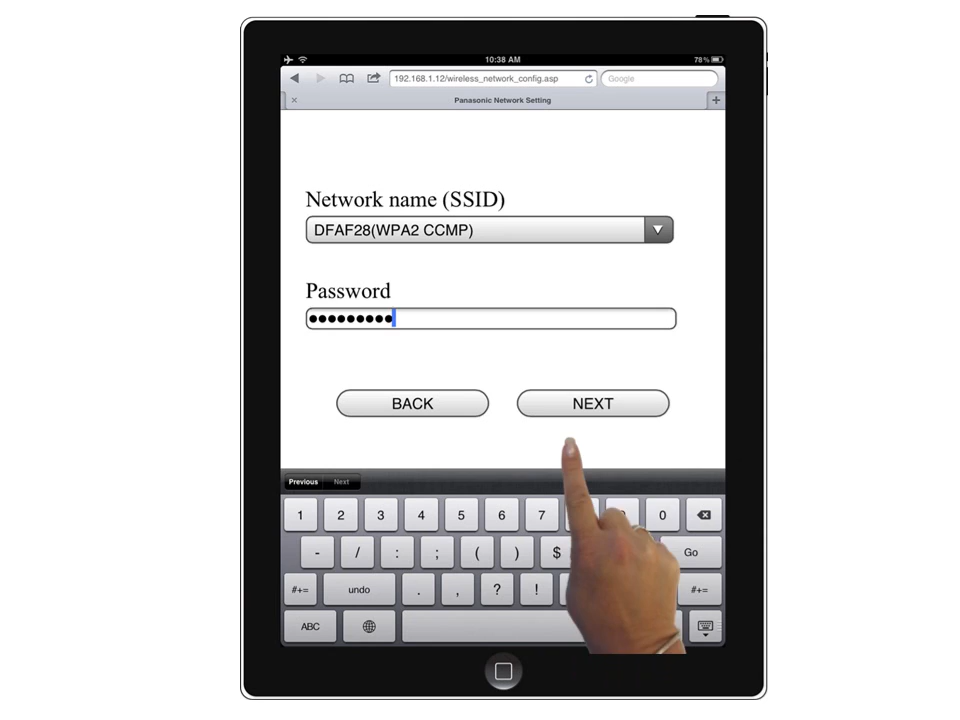 10:38 AM
78 %
192.168.1.12/wireless_network_config.asp
Google
Panasonic Network Setting
Network name (SSID)
DFAF28(WPA2 CCMP)
Password
●●●●●●●●●
BACK NEXT
Previous Next
1 2 3 4 5 6 7 0
- / : ; ( ) $ Go
#+= undo . , ? ! #+=
ABC